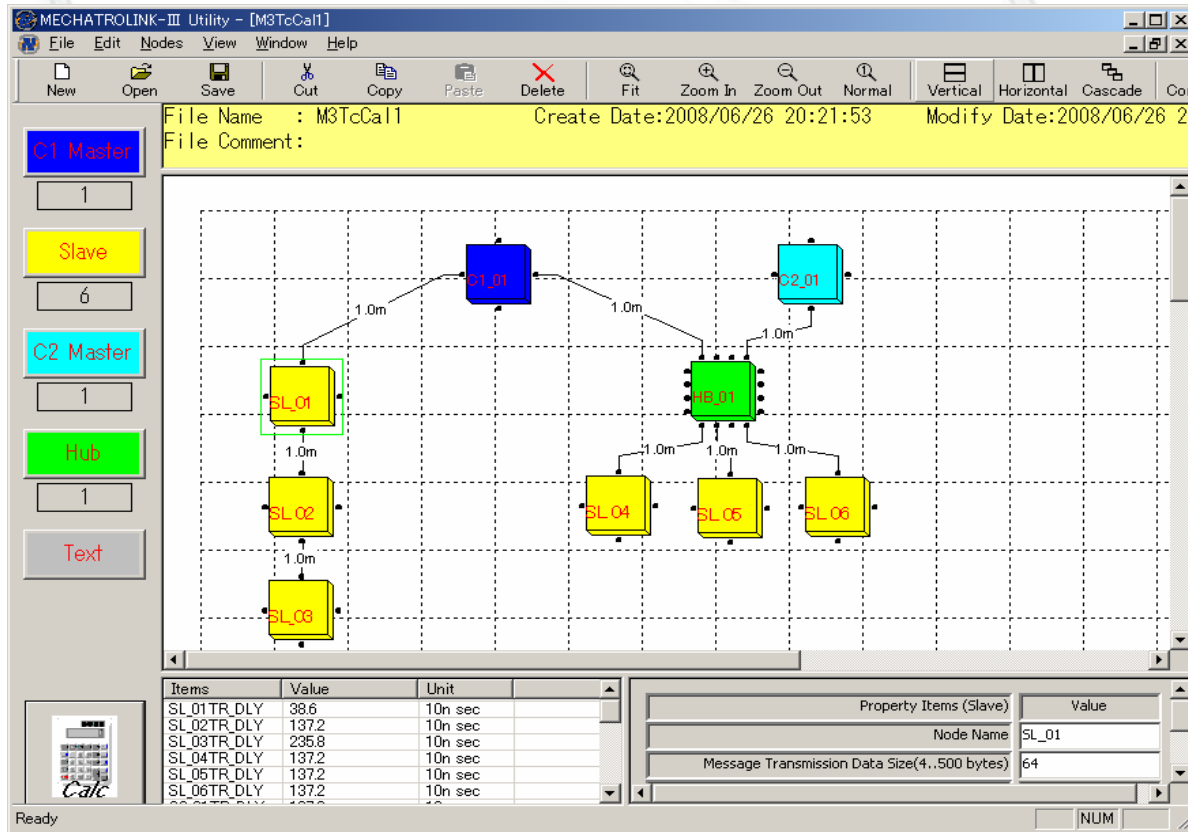 MECHATROLINK-Ⅲ Utility - [M3TcCal1]
File Edit Nodes View Window Help
New Open Save Cut Copy Paste Delete Fit Zoom In Zoom Out Normal Vertical Horizontal Cascade
File Name : M3TcCal1 Create Date:2008/06/26 20:21:53 Modify Date:2008/06/26 2
File Comment:
C1 Master
1
Slave
6
C2 Master
1
Hub
1
Text
Calc
C1_01
C2_01
1.0m
1.0m
1.0m
SL_01
HB_01
1.0m
1.0m
1.0m
1.0m
SL_02
SL_04
SL_05
SL_06
1.0m
SL_03
Items Value Unit
SL_01TR_DLY 38.6 10n sec
SL_02TR_DLY 137.2 10n sec
SL_03TR_DLY 235.8 10n sec
SL_04TR_DLY 137.2 10n sec
SL_05TR_DLY 137.2 10n sec
SL_06TR_DLY 137.2 10n sec
Property Items (Slave) Value
Node Name SL_01
Message Transmission Data Size(4..500 bytes) 64
Ready NUM